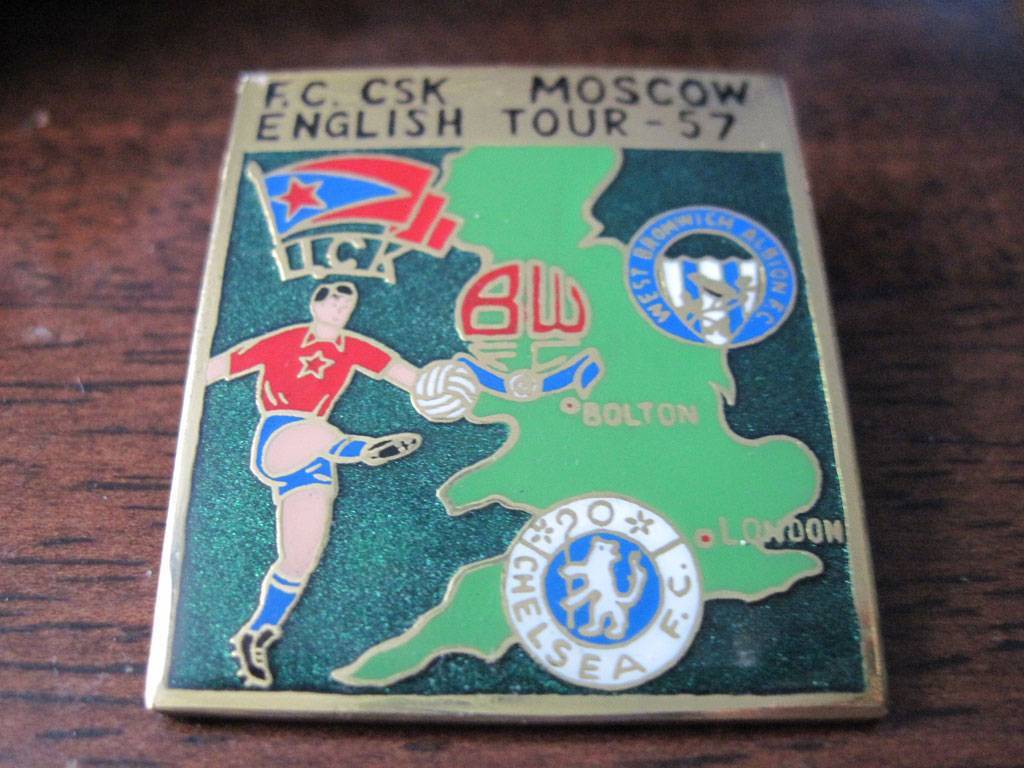 F.C. CSK MOSCOW
ENGLISH TOUR - 57
ЦСК
WEST BROMWICH ALBION F.C.
BW
BOLTON
LONDON
CHELSEA F.C.